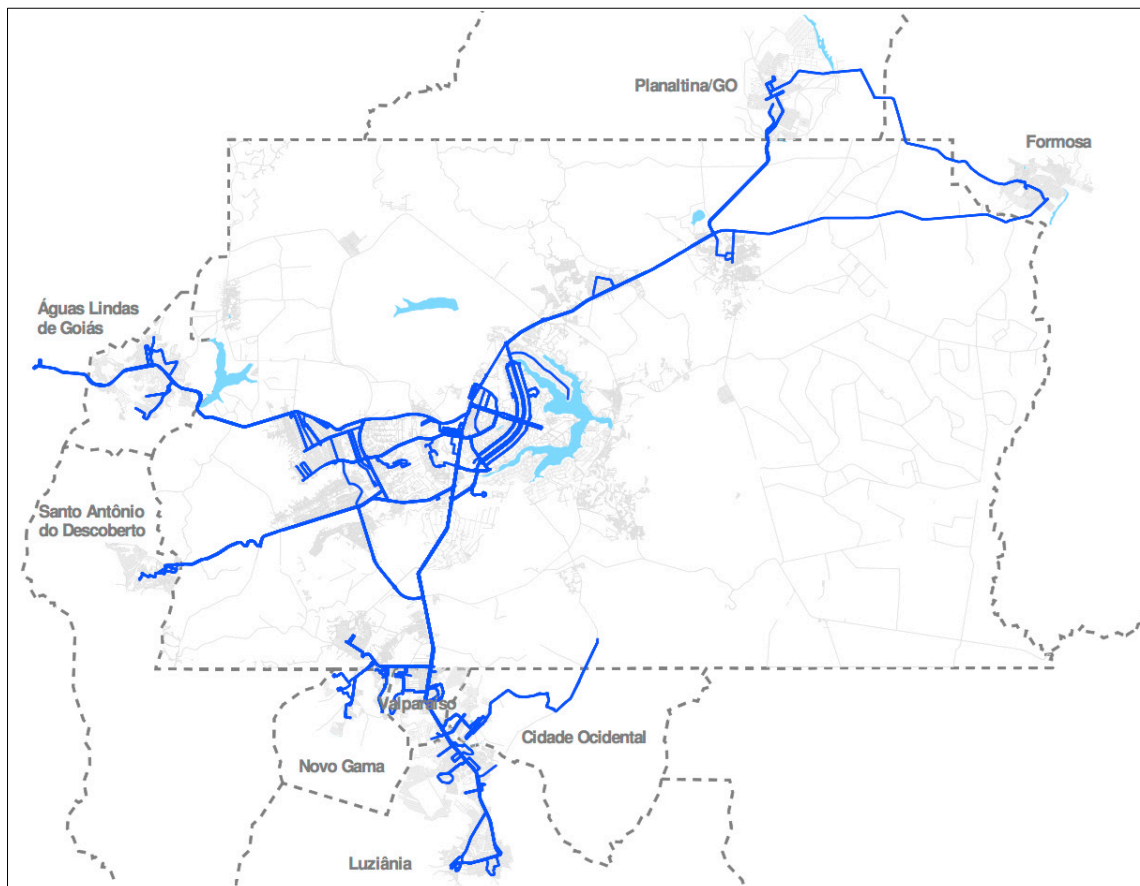 Planaltina/GO
Formosa
Águas Lindas
de Goiás
Santo Antônio
do Descoberto
Valparaíso
Cidade Ocidental
Novo Gama
Luziânia